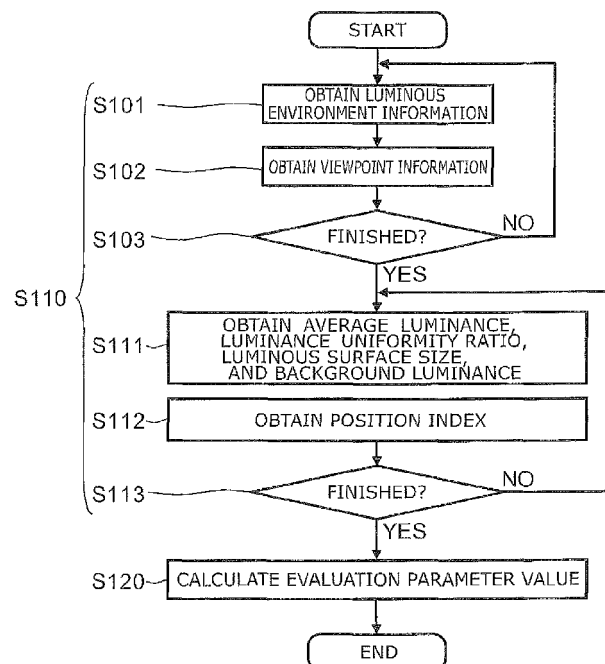 START
S101
OBTAIN LUMINOUS
ENVIRONMENT INFORMATION
S102
OBTAIN VIEWPOINT INFORMATION
S103
FINISHED?
NO
YES
S110
S111
OBTAIN AVERAGE LUMINANCE,
LUMINANCE UNIFORMITY RATIO,
LUMINOUS SURFACE SIZE,
AND BACKGROUND LUMINANCE
S112
OBTAIN POSITION INDEX
S113
FINISHED?
NO
YES
S120
CALCULATE EVALUATION PARAMETER VALUE
END